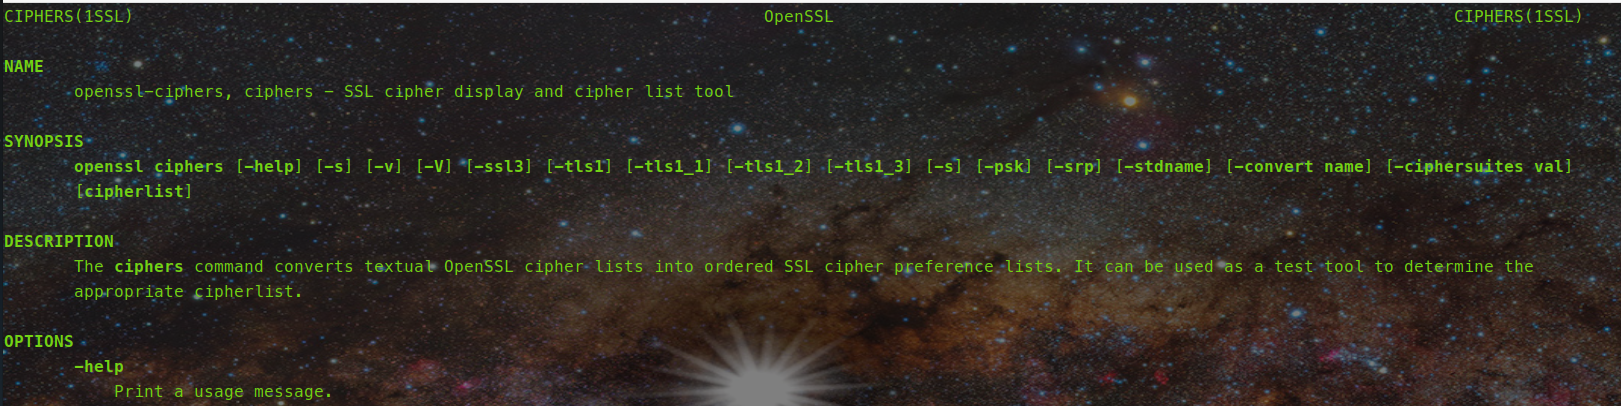 CIPHERS(1SSL) OpenSSL CIPHERS(1SSL)
NAME
openssl-ciphers, ciphers - SSL cipher display and cipher list tool
SYNOPSIS
openssl ciphers [-help] [-s] [-v] [-V] [-ssl3] [-tls1] [-tls1_1] [-tls1_2] [-tls1_3] [-s] [-psk] [-srp] [-stdname] [-convert name] [-ciphersuites val]
[cipherlist]
DESCRIPTION
The ciphers command converts textual OpenSSL cipher lists into ordered SSL cipher preference lists. It can be used as a test tool to determine the
appropriate cipherlist.
OPTIONS
-help
Print a usage message.